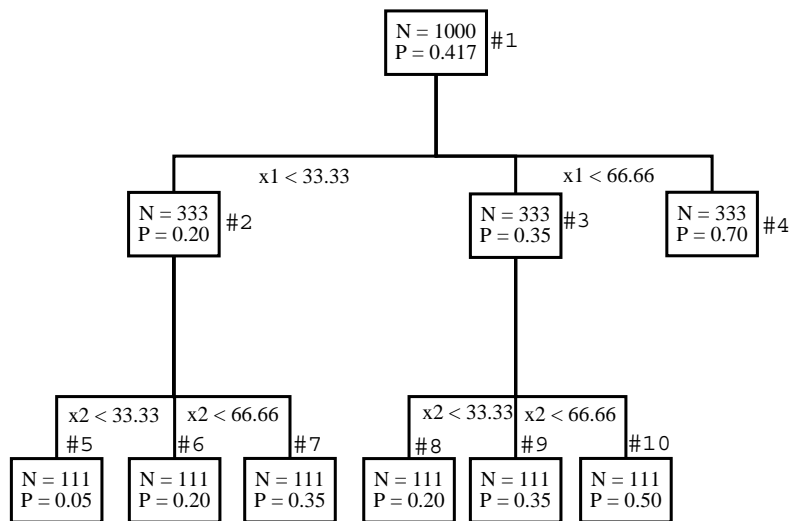 N = 1000
P = 0.417
#1
x1 < 33.33
x1 < 66.66
N = 333
P = 0.20
#2
N = 333
P = 0.35
#3
N = 333
P = 0.70
#4
x2 < 33.33
x2 < 66.66
x2 < 33.33
x2 < 66.66
#5
#6
#7
#8
#9
#10
N = 111
P = 0.05
N = 111
P = 0.20
N = 111
P = 0.35
N = 111
P = 0.20
N = 111
P = 0.35
N = 111
P = 0.50